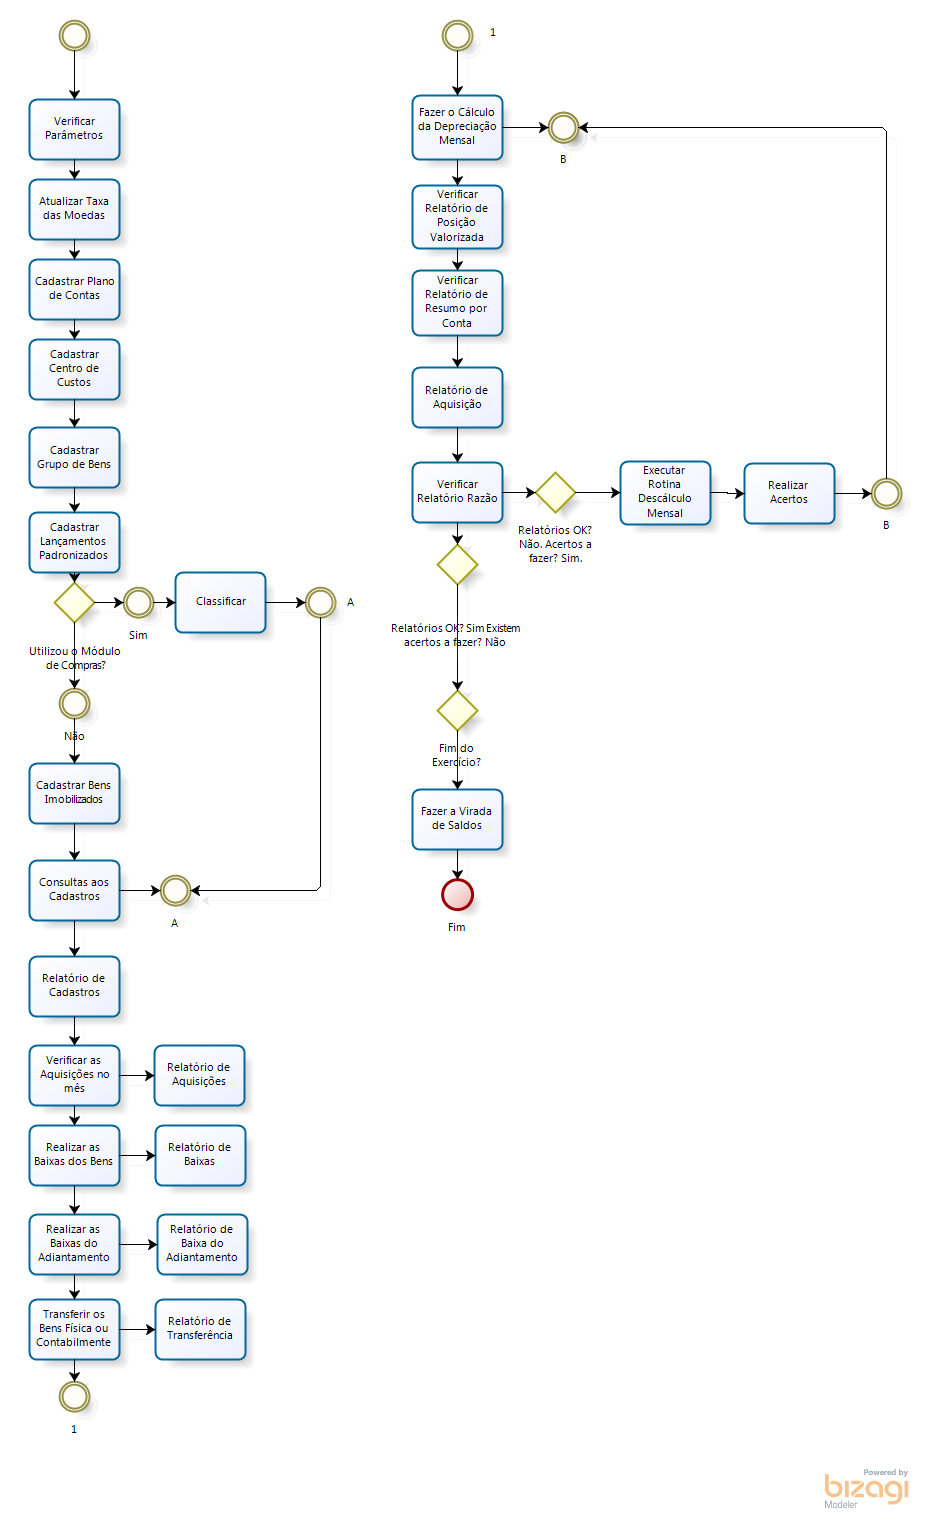 Verificar
Parâmetros
Atualizar Taxa
das Moedas
Cadastrar Plano
de Contas
Cadastrar
Centro de
Custos
Cadastrar
Grupo de Bens
Cadastrar
Lançamentos
Padronizados
Utilizou o Módulo
de Compras?
Sim
Classificar
A
Não
Cadastrar Bens
Imobilizados
Consultas aos
Cadastros
A
Relatório de
Cadastros
Verificar as
Aquisições no
mês
Relatório de
Aquisições
Realizar as
Baixas dos Bens
Relatório de
Baixas
Realizar as
Baixas do
Adiantamento
Relatório de
Baixa do
Adiantamento
Transferir os
Bens Física ou
Contabilmente
Relatório de
Transferência
1
1
Fazer o Cálculo
da Depreciação
Mensal
B
Verificar
Relatório de
Posição
Valorizada
Verificar
Relatório de
Resumo por
Conta
Relatório de
Aquisição
Verificar
Relatório Razão
Relatórios OK?
Não. Acertos a
fazer? Sim.
Executar
Rotina
Descálculo
Mensal
Realizar
Acertos
B
Relatórios OK? Sim Existem
acertos a fazer? Não
Fim do
Exercício?
Fazer a Virada
de Saldos
Fim
Powered by
bizagi
Modeler